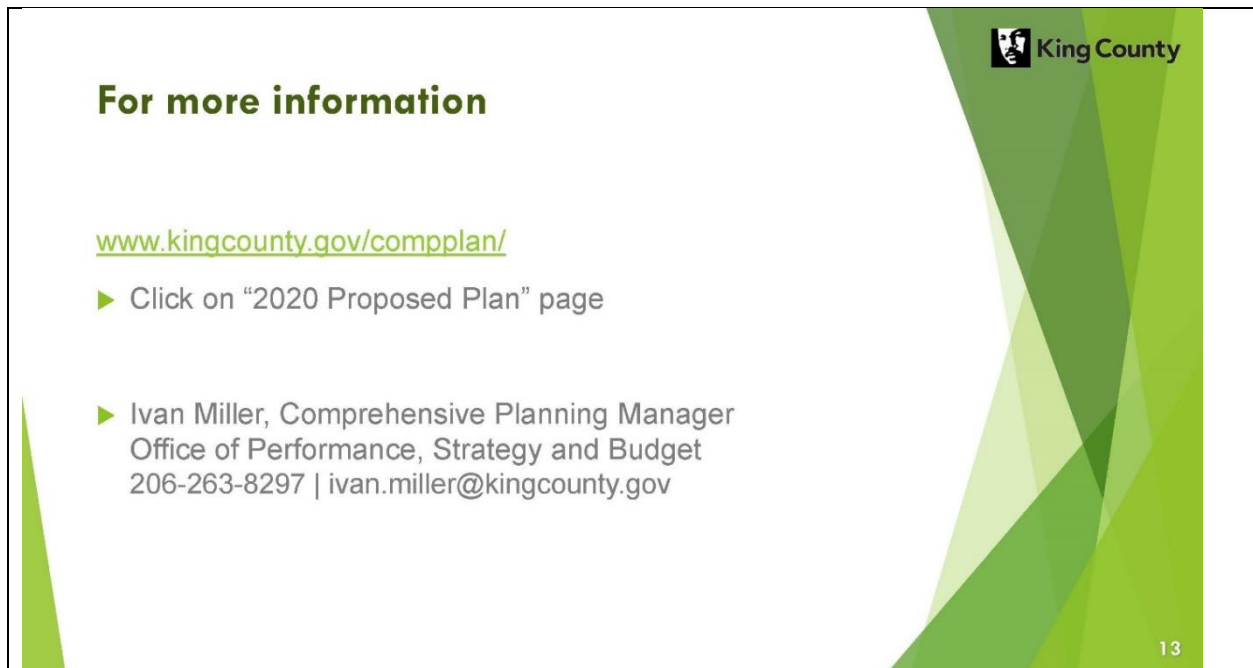 King County
For more information
www.kingcounty.gov/compplan/
Click on “2020 Proposed Plan” page
Ivan Miller, Comprehensive Planning Manager
Office of Performance, Strategy and Budget
206-263-8297 | ivan.miller@kingcounty.gov
13